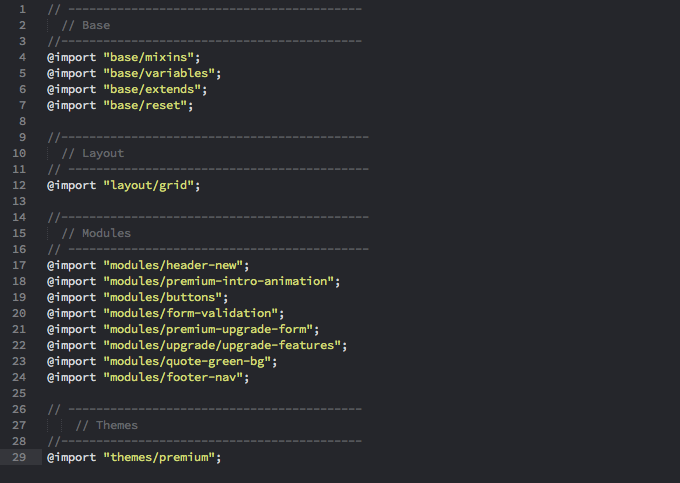 1 // ------------------------------------------
2 // Base
3 //-------------------------------------------
4 @import "base/mixins";
5 @import "base/variables";
6 @import "base/extends";
7 @import "base/reset";
8
9 //--------------------------------------------
10 // Layout
11 // -------------------------------------------
12 @import "layout/grid";
13
14 //--------------------------------------------
15 // Modules
16 // -------------------------------------------
17 @import "modules/header-new";
18 @import "modules/premium-intro-animation";
19 @import "modules/buttons";
20 @import "modules/form-validation";
21 @import "modules/premium-upgrade-form";
22 @import "modules/upgrade/upgrade-features";
23 @import "modules/quote-green-bg";
24 @import "modules/footer-nav";
25
26 // ------------------------------------------
27 // Themes
28 //-------------------------------------------
29 @import "themes/premium";